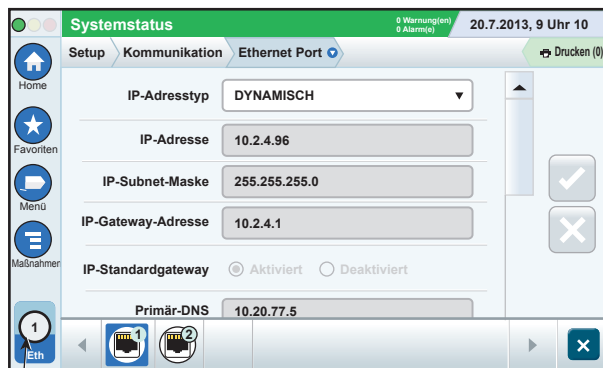 Systemstatus
0 Warnung(en)
0 Alarm(e)
20.7.2013, 9 Uhr 10
Setup Kommunikation Ethernet Port
Drucken (0)
Home
Favoriten
Menü
Maßnahmen
IP-Adresstyp DYNAMISCH
IP-Adresse 10.2.4.96
IP-Subnet-Maske 255.255.255.0
IP-Gateway-Adresse 10.2.4.1
IP-Standardgateway Aktiviert Deaktiviert
Primär-DNS 10.20.77.5
1
Eth
1
2